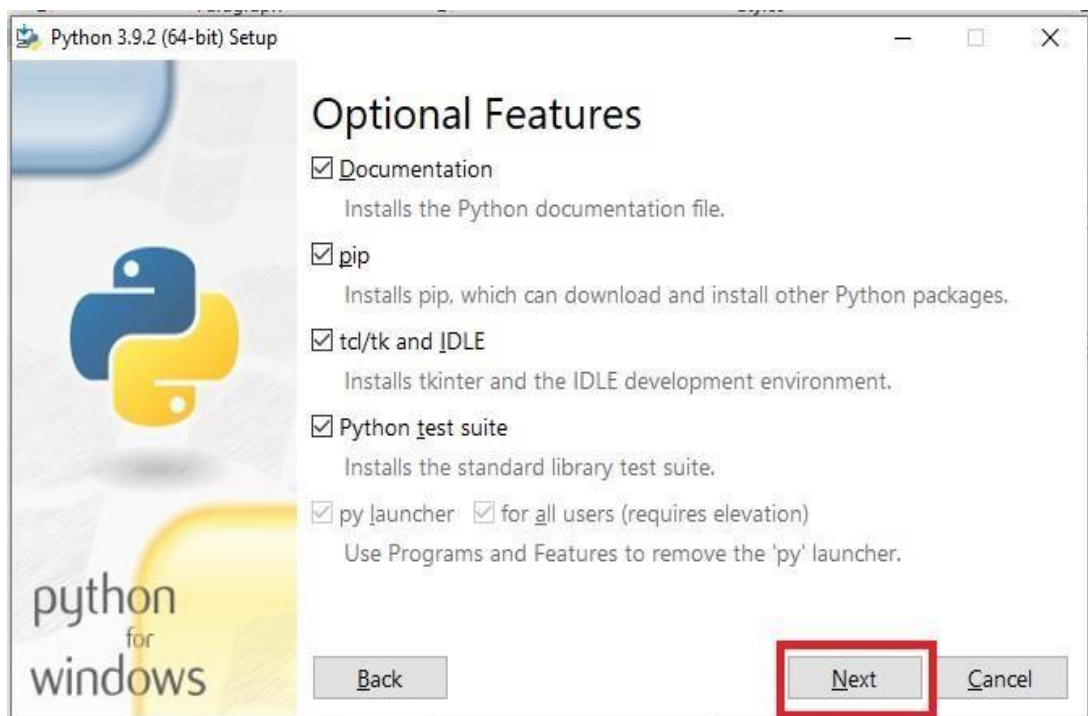 Python 3.9.2 (64-bit) Setup
Optional Features
Documentation
Installs the Python documentation file.
pip
Installs pip, which can download and install other Python packages.
tcl/tk and IDLE
Installs tkinter and the IDLE development environment.
Python test suite
Installs the standard library test suite.
py launcher for all users (requires elevation)
Use Programs and Features to remove the 'py' launcher.
python
for
windows
Back Next Cancel